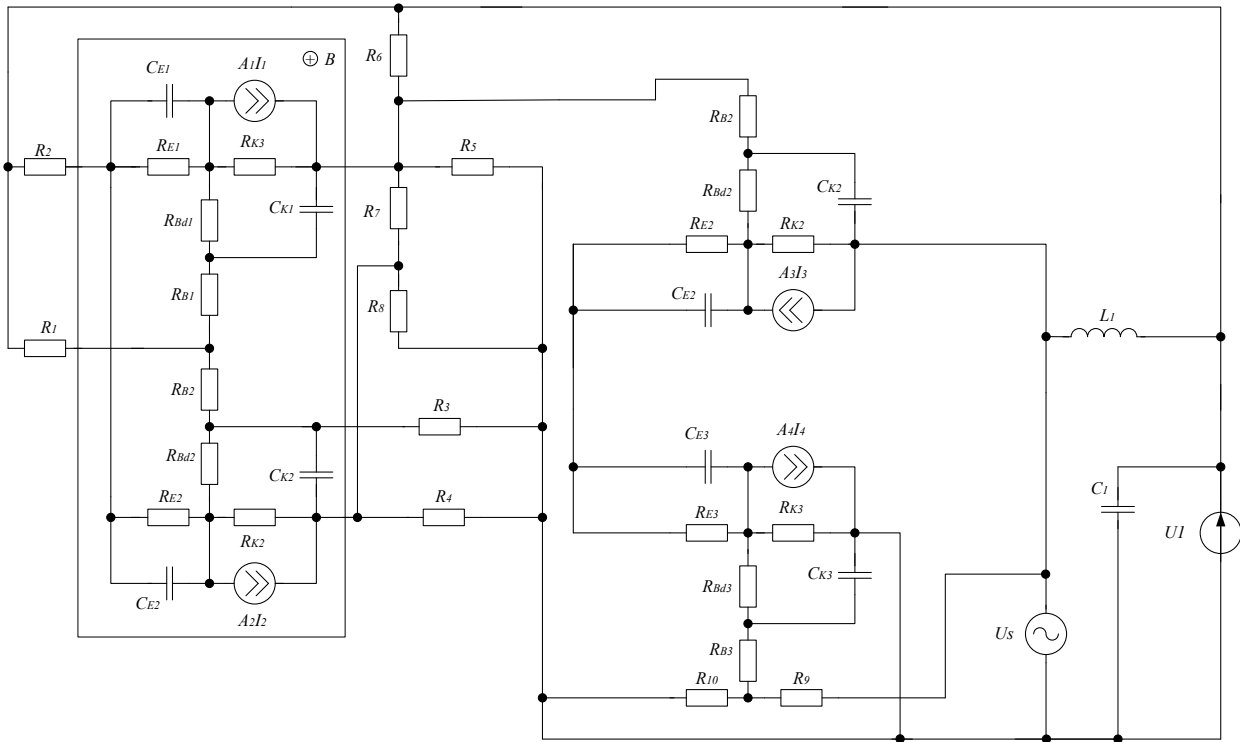 R6
⊕ B
CE1
A1I1
RB2
R2
RE1
RK3
R5
RBd2
CK2
RBd1
CK1
R7
RE2
RK2
RB1
CE2
A3I3
R8
R1
L1
RB2
R3
CE3
A4I4
RBd2
CK2
C1
RE2
RK2
R4
RE3
RK3
U1
CE2
A2I2
RBd3
CK3
Us
RB3
R10
R9